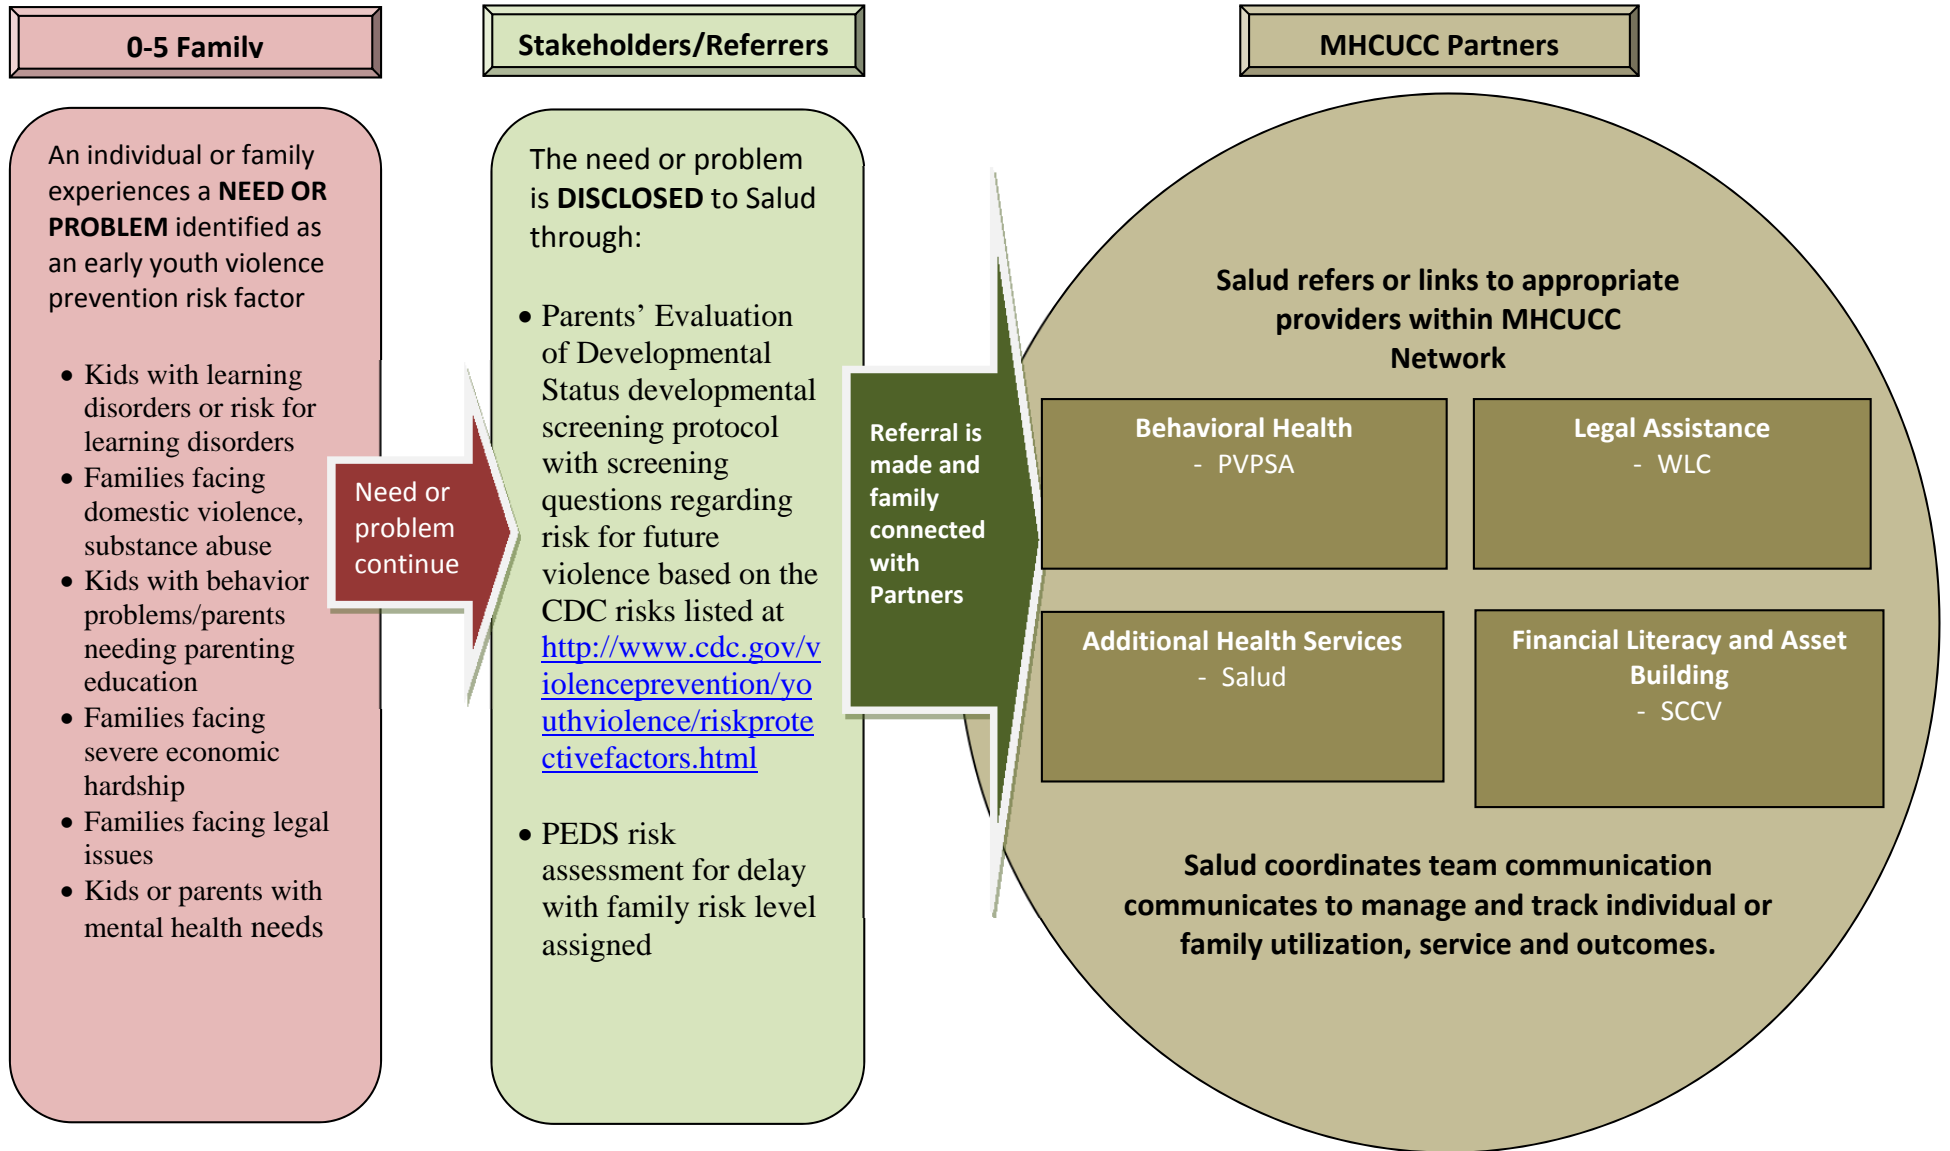 0-5 Family
Stakeholders/Referrers
MHCUCC Partners
An individual or family
experiences a NEED OR
PROBLEM identified as
an early youth violence
prevention risk factor
• Kids with learning
disorders or risk for
learning disorders
• Families facing
domestic violence,
substance abuse
• Kids with behavior
problems/parents
needing parenting
education
• Families facing
severe economic
hardship
• Families facing legal
issues
• Kids or parents with
mental health needs
Need or
problem
continue
The need or problem
is DISCLOSED to Salud
through:
• Parents’ Evaluation
of Developmental
Status developmental
screening protocol
with screening
questions regarding
risk for future
violence based on the
CDC risks listed at
http://www.cdc.gov/v
iolenceprevention/yo
uthviolence/riskprote
ctivefactors.html
• PEDS risk
assessment for delay
with family risk level
assigned
Referral is
made and
family
connected
with
Partners
Salud refers or links to appropriate
providers within MHCUCC
Network
Behavioral Health
- PVPSA
Legal Assistance
- WLC
Additional Health Services
- Salud
Financial Literacy and Asset
Building
- SCCV
Salud coordinates team communication
communicates to manage and track individual or
family utilization, service and outcomes.